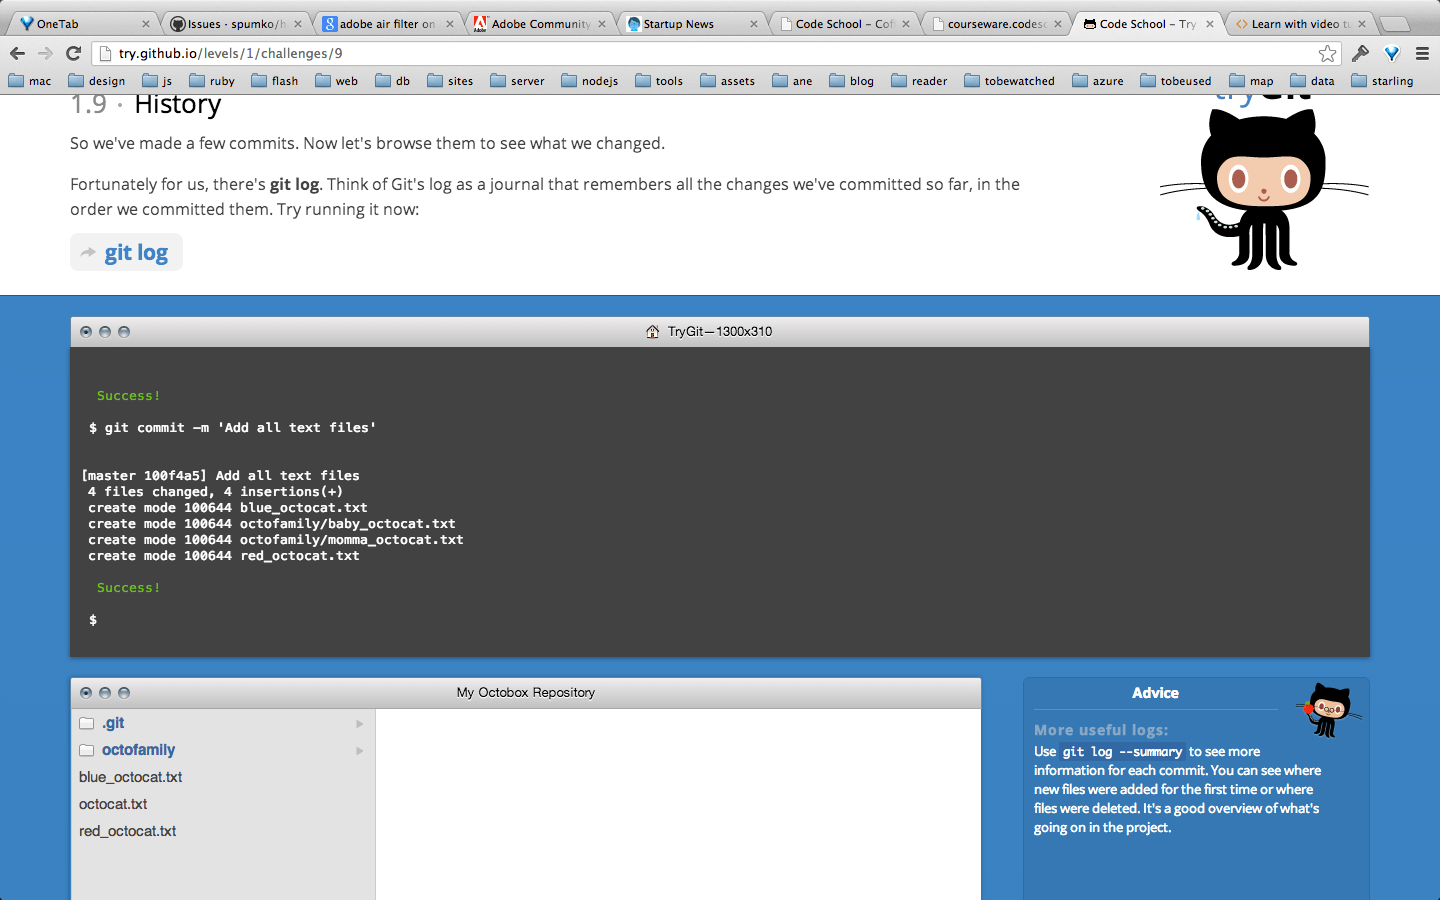 OneTab
Issues · spumko/h
adobe air filter on
Adobe Community
Startup News
Code School – Cof
courseware.codes
Code School – Try
Learn with video tu
try.github.io/levels/1/challenges/9
mac
design
js
ruby
flash
web
db
sites
server
nodejs
tools
assets
ane
blog
reader
tobewatched
azure
tobeused
map
data
starling
1.9 · History
tryGit
So we've made a few commits. Now let's browse them to see what we changed.
Fortunately for us, there's git log. Think of Git's log as a journal that remembers all the changes we've committed so far, in the
order we committed them. Try running it now:
git log
TryGit—1300x310
Success!
$ git commit –m 'Add all text files'
[master 100f4a5] Add all text files
4 files changed, 4 insertions(+)
create mode 100644 blue_octocat.txt
create mode 100644 octofamily/baby_octocat.txt
create mode 100644 octofamily/momma_octocat.txt
create mode 100644 red_octocat.txt
Success!
$
My Octobox Repository
.git
octofamily
blue_octocat.txt
octocat.txt
red_octocat.txt
Advice
More useful logs:
Use git log --summary to see more
information for each commit. You can see where
new files were added for the first time or where
files were deleted. It's a good overview of what's
going on in the project.